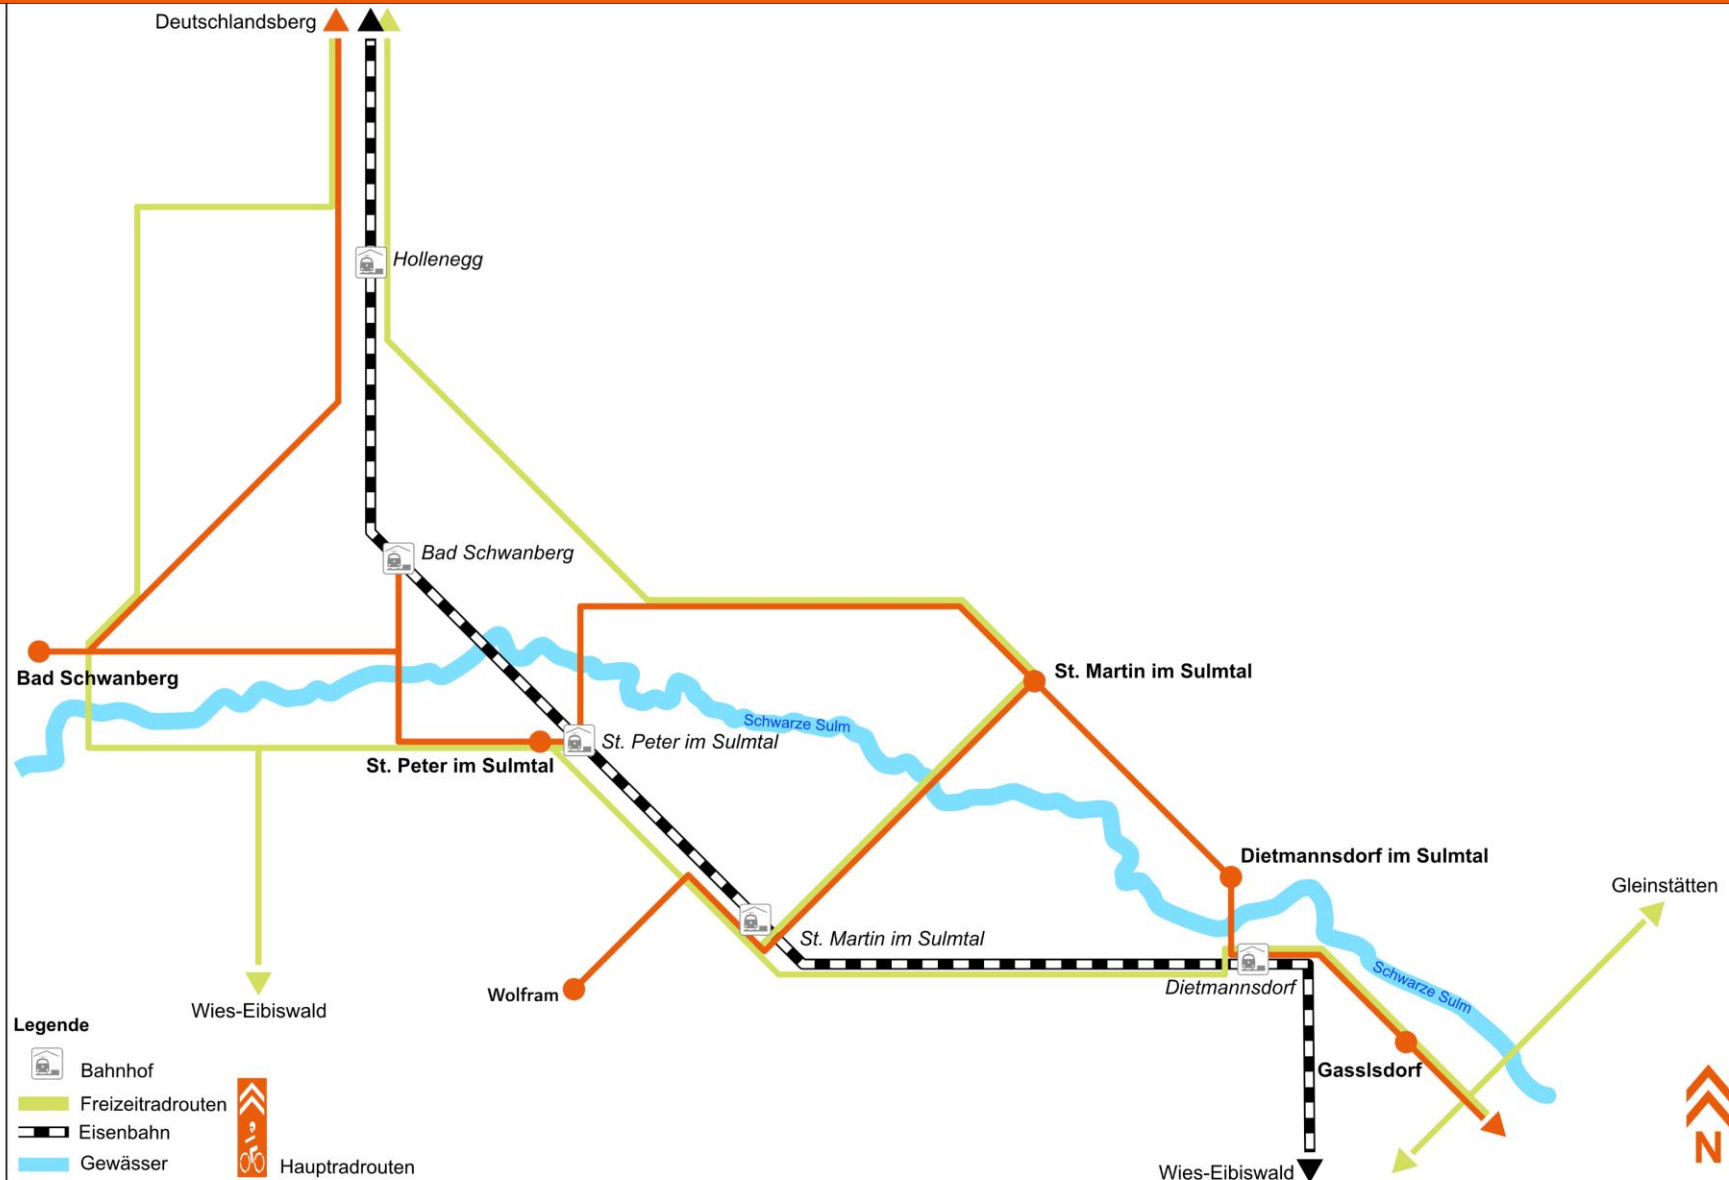 Deutschlandsberg
Hollenegg
Bad Schwanberg
Bad Schwanberg
St. Martin im Sulmtal
Schwarze Sulm
St. Peter im Sulmtal
St. Peter im Sulmtal
Dietmannsdorf im Sulmtal
Gleinstätten
St. Martin im Sulmtal
Dietmannsdorf
Schwarze Sulm
Wolfram
Wies-Eibiswald
Gasslsdorf
Legende
Bahnhof
Freizeitradrouten
Eisenbahn
Gewässer
Hauptradrouten
Wies-Eibiswald
N